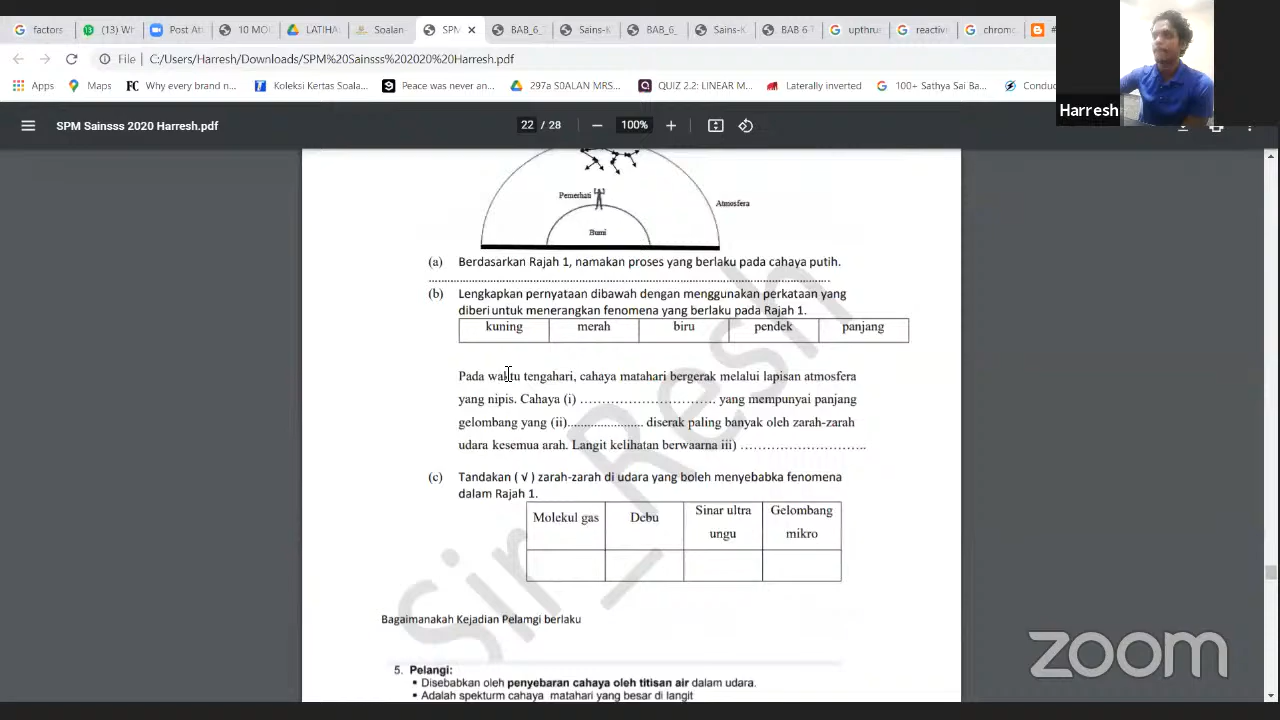 factors
(13) W
Post Ati
10 MO
LATIHA
Soalan-
SPM
BAB_6_
Sains-K
BAB_6_
Sains-K
BAB 6 T
upthru
reactivi
chrom
File | C:/Users/Harresh/Downloads/SPM%20Sainsss%202020%20Harresh.pdf
Apps
Maps
Why every brand n...
Koleksi Kertas Soala...
Peace was never an...
297a S0ALAN MRS...
QUIZ 2.2: LINEAR M...
Laterally inverted
100+ Sathya Sai Ba...
Conduc
Harresh
SPM Sainsss 2020 Harresh.pdf
22 / 28
100%
Pemerhati
Atmosfera
Bumi
(a) Berdasarkan Rajah 1, namakan proses yang berlaku pada cahaya putih.
..........................................................................................................
(b) Lengkapkan pernyataan dibawah dengan menggunakan perkataan yang
diberi untuk menerangkan fenomena yang berlaku pada Rajah 1.
kuning merah biru pendek panjang
Pada waktu tengahari, cahaya matahari bergerak melalui lapisan atmosfera
yang nipis. Cahaya (i) ………………………….. yang mempunyai panjang
gelombang yang (ii)....................... diserak paling banyak oleh zarah-zarah
udara kesemua arah. Langit kelihatan berwaarna iii) ………………………..
(c) Tandakan ( √ ) zarah-zarah di udara yang boleh menyebabka fenomena
dalam Rajah 1.
Molekul gas Debu Sinar ultra ungu Gelombang mikro
Sir_Resh
Bagaimanakah Kejadian Pelamgi berlaku
5. Pelangi:
▪ Disebabkan oleh penyebaran cahaya oleh titisan air dalam udara.
▪ Adalah spekturm cahaya matahari yang besar di langit
zoom